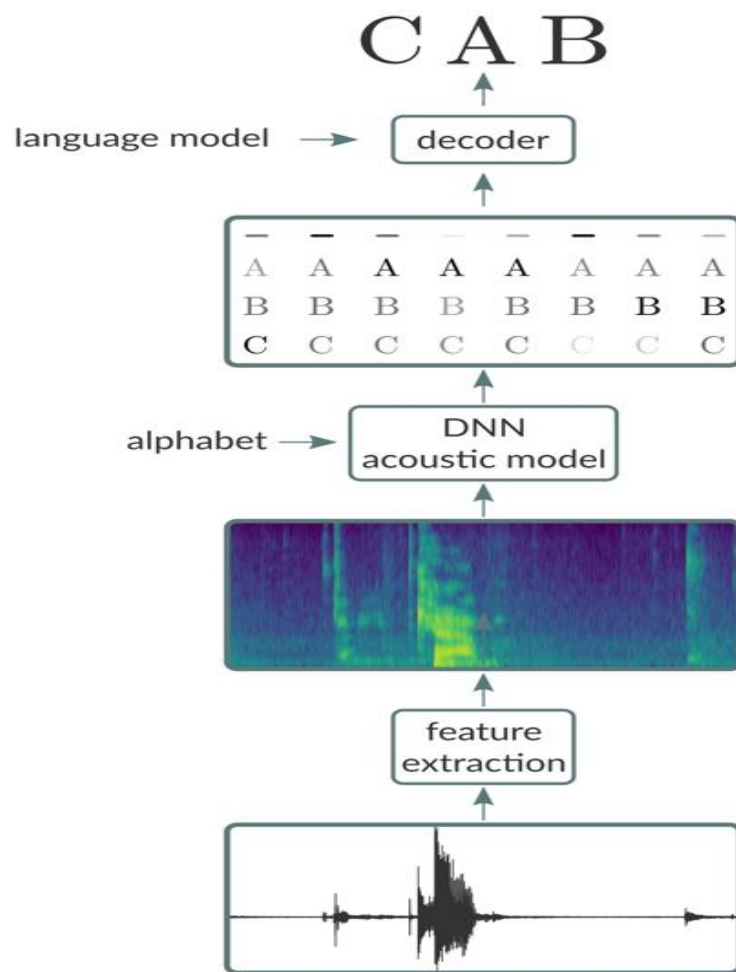 C A B
language model
decoder
– – – – – – – –
A A A A A A A A
B B B B B B B B
C C C C C C C C
alphabet
DNN
acoustic model
feature
extraction